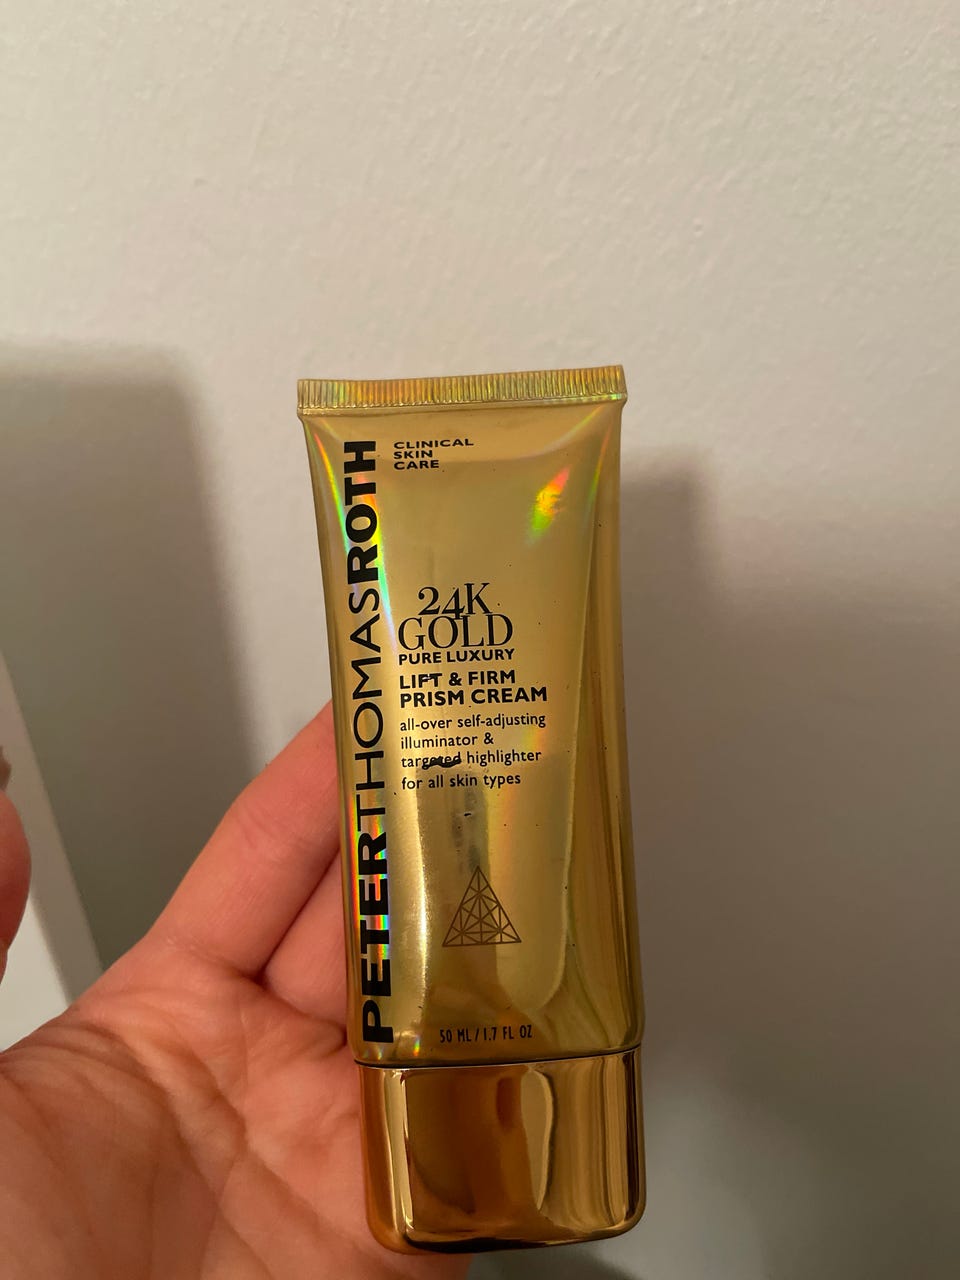 PETERTHOMASROTH
CLINICAL
SKIN
CARE
24K
GOLD
PURE LUXURY
LIFT & FIRM
PRISM CREAM
all-over self-adjusting
illuminator &
targeted highlighter
for all skin types
50 ML / 1.7 FL OZ